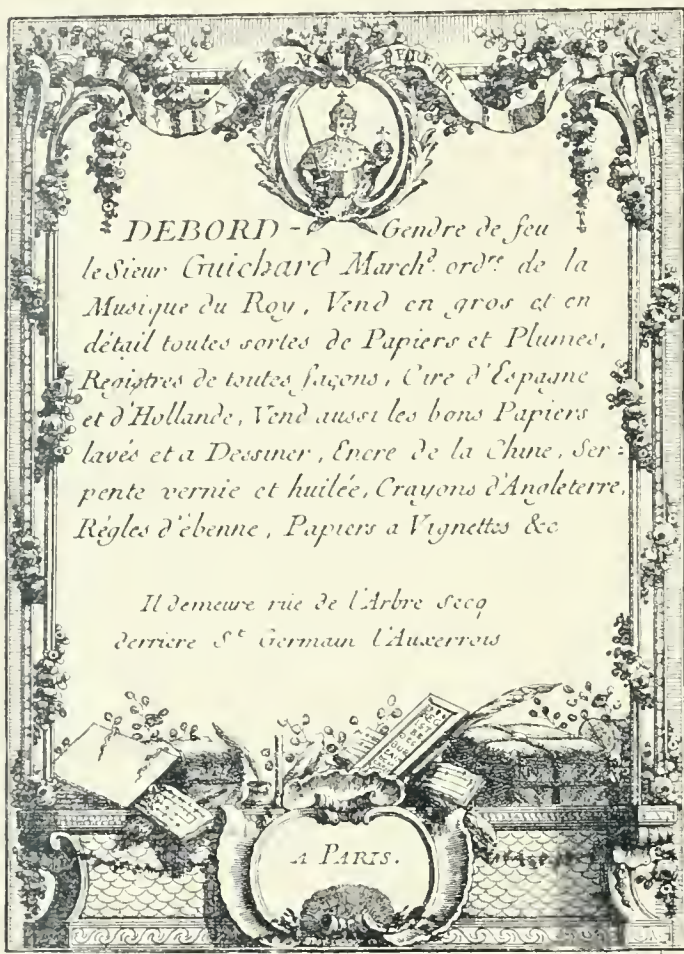 DEBORD - Gendre de feu
le Sieur Guichard March.d ord.re de la
Musique du Roy, Vend en gros et en
détail toutes sortes de Papiers et Plumes,
Registres de toutes façons, Cire d'Espagne
et d'Hollande, Vend aussi les bons Papiers
lavés et a Dessiner, Encre de la Chine, Ser=
pente vernie et huilée, Crayons d'Angleterre,
Régles d'ébenne, Papiers a Vignettes &c
Il demeure rüe de l'Arbre Secq
derriere S.t Germain l'Auxerrois
A PARIS.